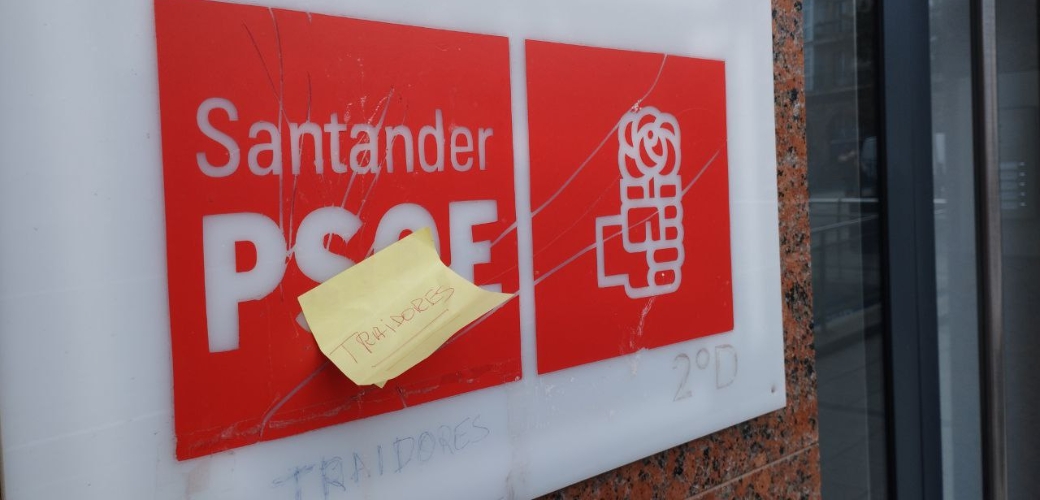 Santander
PSOE
TRAIDORES
2ºD
TRAIDORES